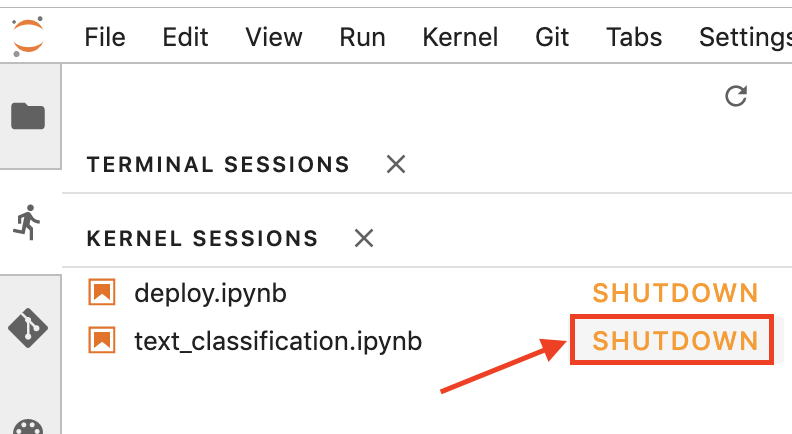 File Edit View Run Kernel Git Tabs Settings
TERMINAL SESSIONS
KERNEL SESSIONS
deploy.ipynb SHUTDOWN
text_classification.ipynb SHUTDOWN